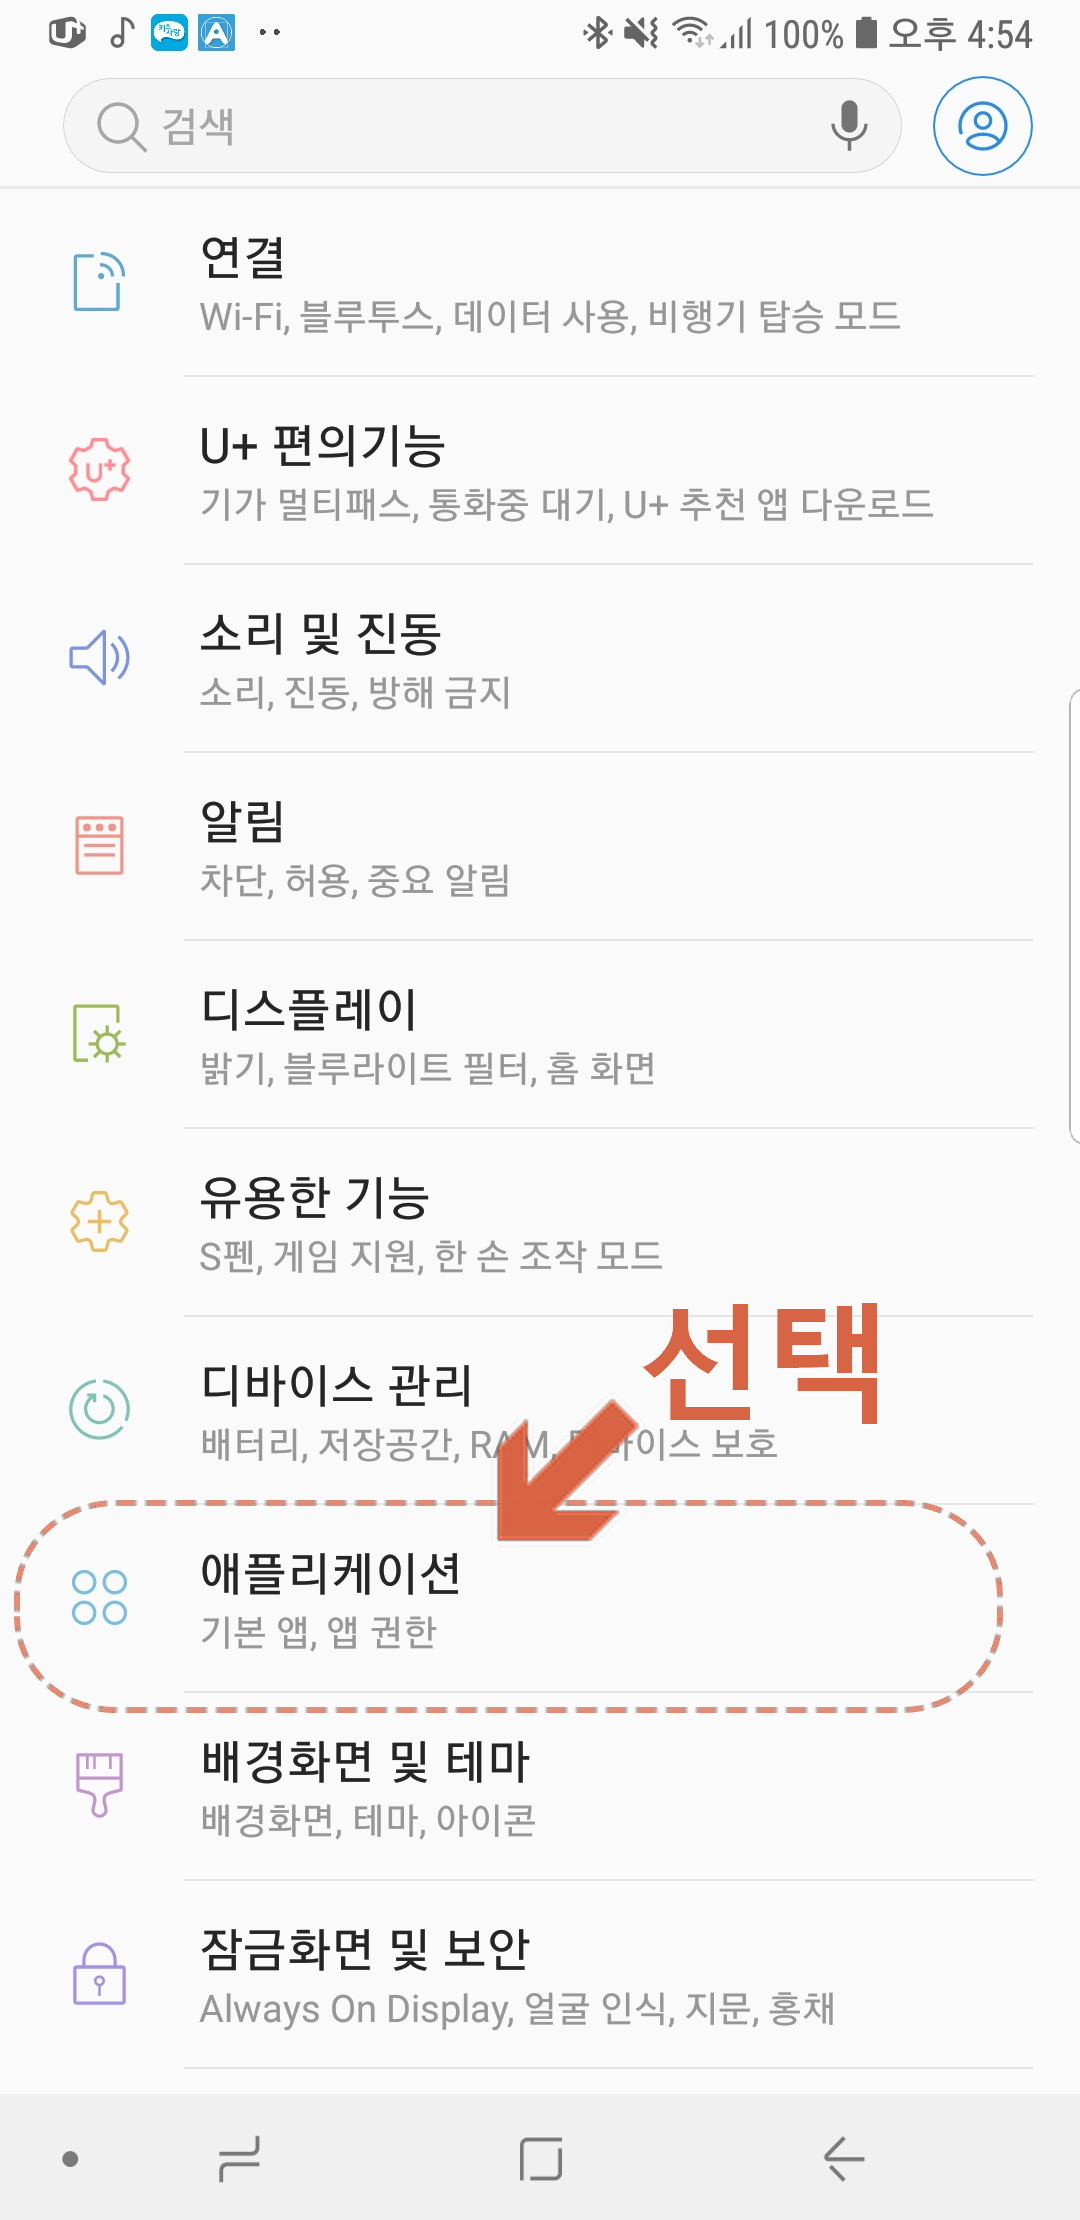 U+ 100% 오후 4:54
검색
연결
Wi-Fi, 블루투스, 데이터 사용, 비행기 탑승 모드
U+ 편의기능
기가 멀티패스, 통화중 대기, U+ 추천 앱 다운로드
소리 및 진동
소리, 진동, 방해 금지
알림
차단, 허용, 중요 알림
디스플레이
밝기, 블루라이트 필터, 홈 화면
유용한 기능
S펜, 게임 지원, 한 손 조작 모드
선택
디바이스 관리
배터리, 저장공간, RAM, 디바이스 보호
애플리케이션
기본 앱, 앱 권한
배경화면 및 테마
배경화면, 테마, 아이콘
잠금화면 및 보안
Always On Display, 얼굴 인식, 지문, 홍채